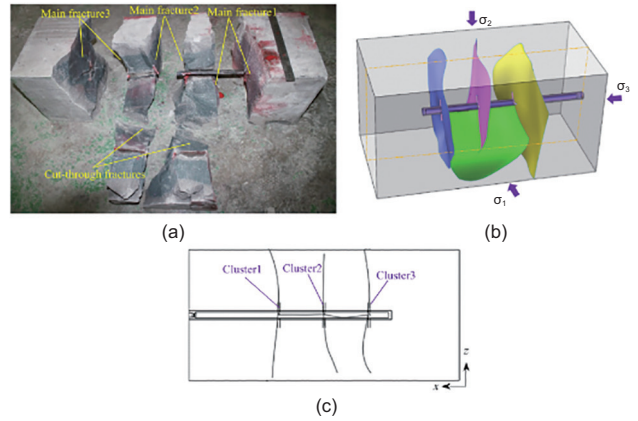 Main fracture3
Main fracture2
Main fracture1
Cut-through fractures
(a)
σ2
σ3
σ1
(b)
Cluster1
Cluster2
Cluster3
z
x
(c)